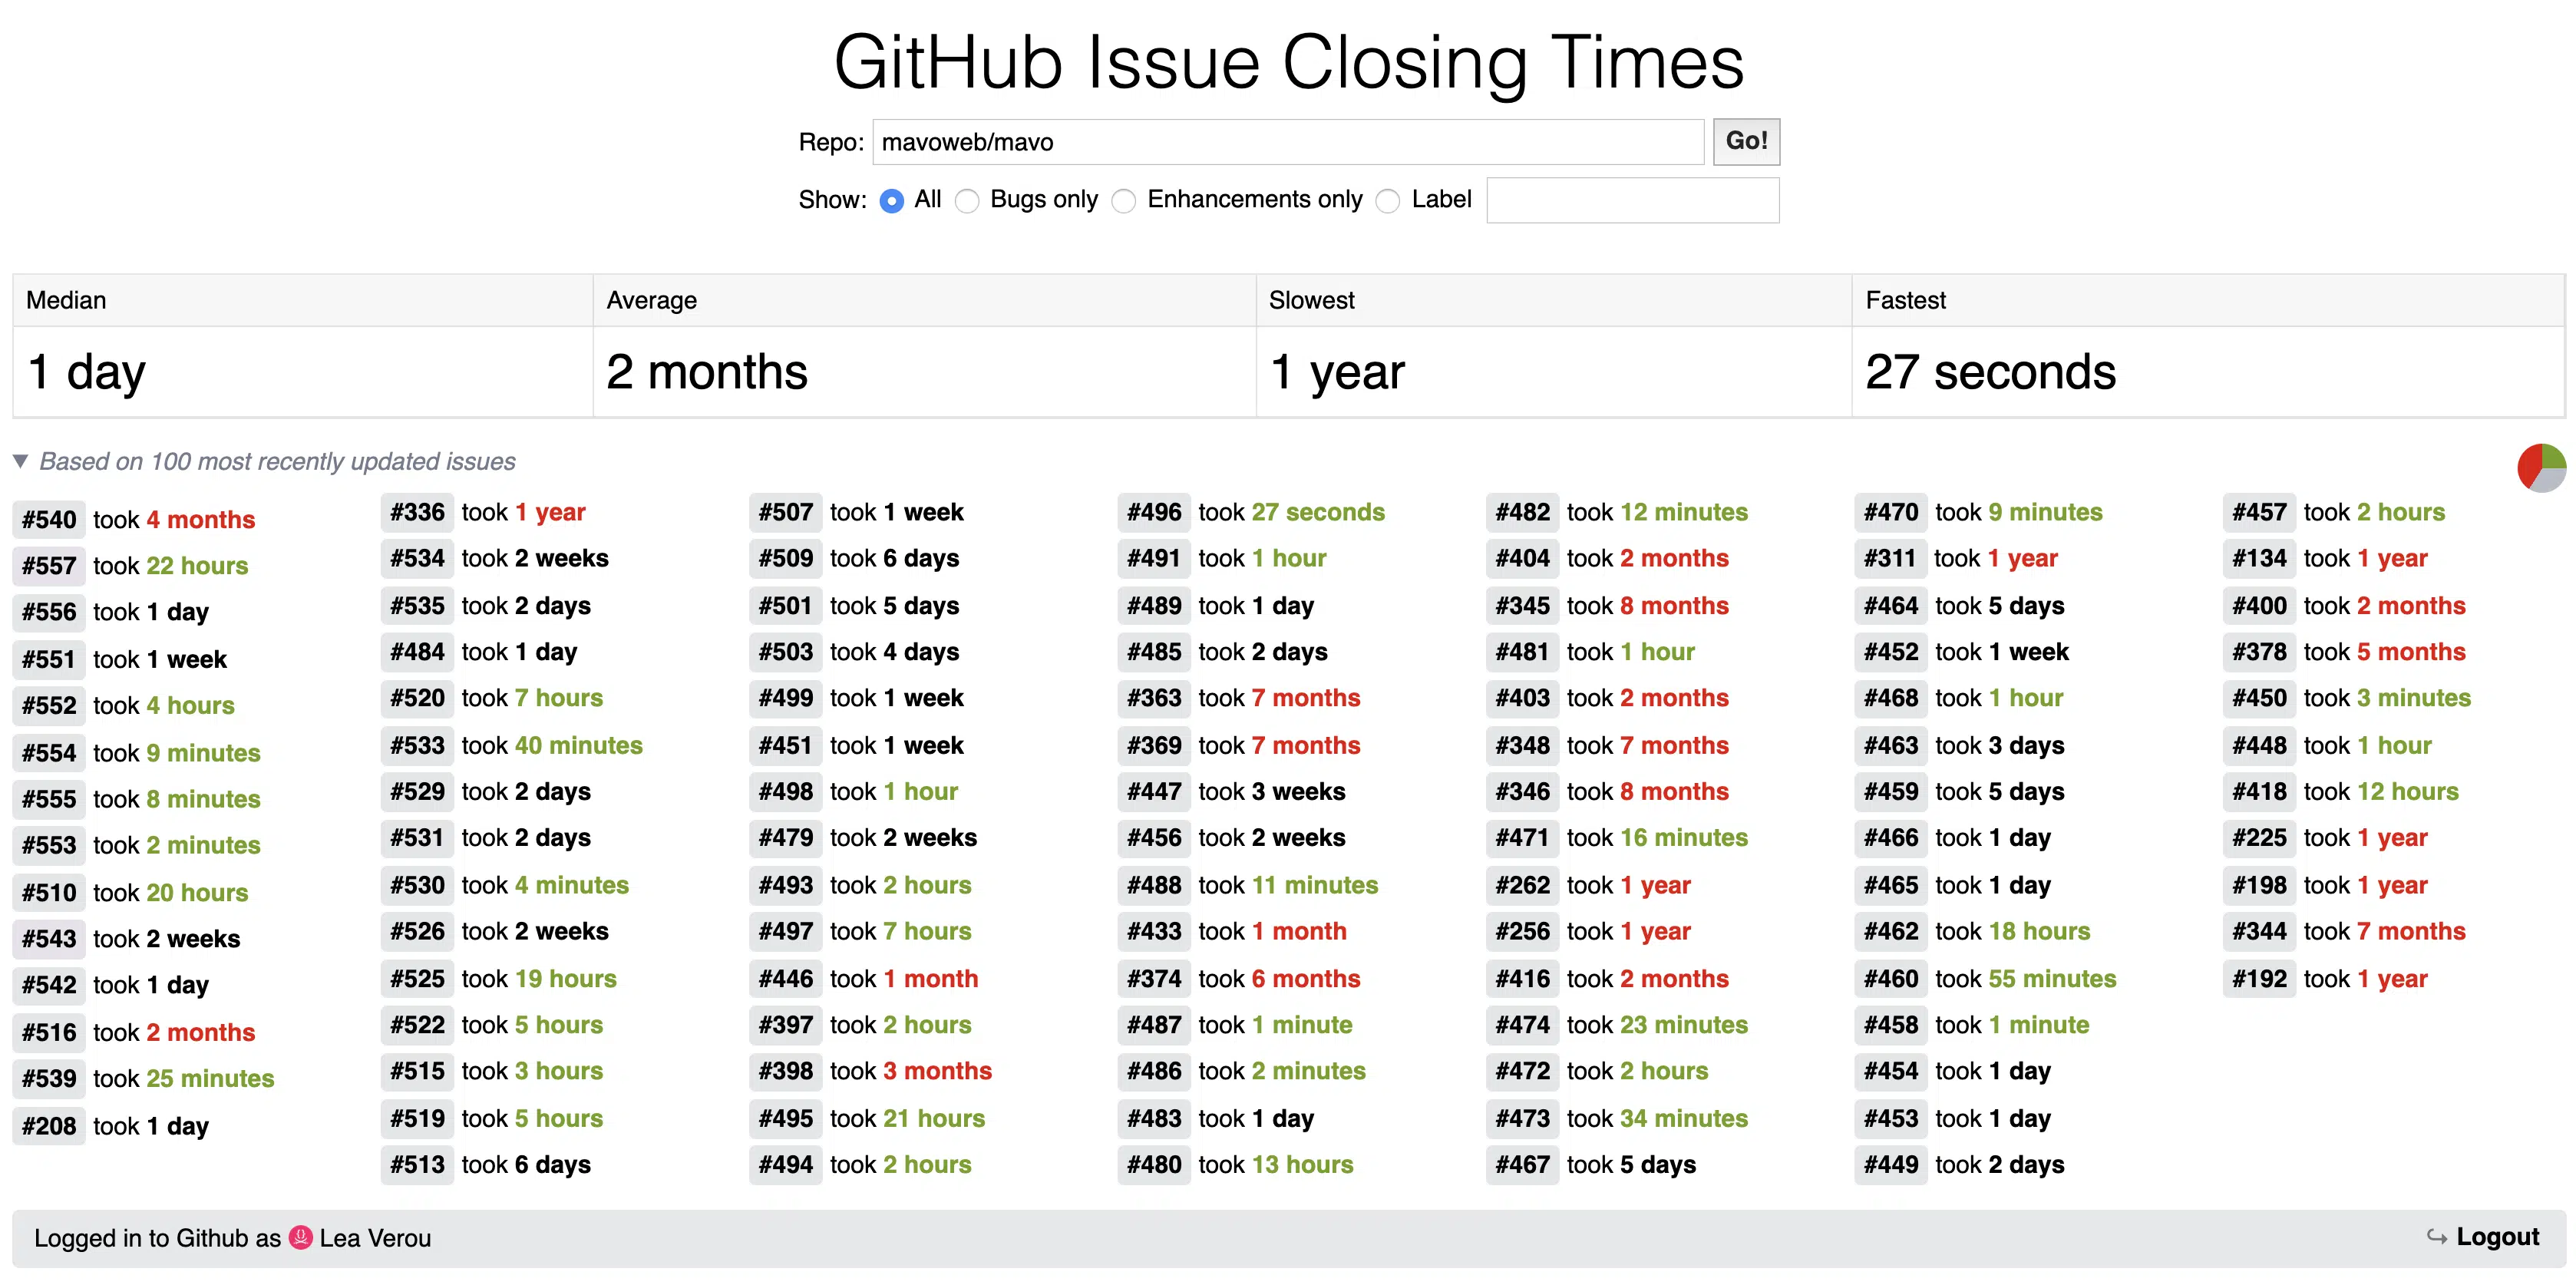 GitHub Issue Closing Times
Repo: mavoweb/mavo Go!
Show: All Bugs only Enhancements only Label
Median Average Slowest Fastest
1 day 2 months 1 year 27 seconds
▼ Based on 100 most recently updated issues
#540 took 4 months
#557 took 22 hours
#556 took 1 day
#551 took 1 week
#552 took 4 hours
#554 took 9 minutes
#555 took 8 minutes
#553 took 2 minutes
#510 took 20 hours
#543 took 2 weeks
#542 took 1 day
#516 took 2 months
#539 took 25 minutes
#208 took 1 day
#336 took 1 year
#534 took 2 weeks
#535 took 2 days
#484 took 1 day
#520 took 7 hours
#533 took 40 minutes
#529 took 2 days
#531 took 2 days
#530 took 4 minutes
#526 took 2 weeks
#525 took 19 hours
#522 took 5 hours
#515 took 3 hours
#519 took 5 hours
#513 took 6 days
#507 took 1 week
#509 took 6 days
#501 took 5 days
#503 took 4 days
#499 took 1 week
#451 took 1 week
#498 took 1 hour
#479 took 2 weeks
#493 took 2 hours
#497 took 7 hours
#446 took 1 month
#397 took 2 hours
#398 took 3 months
#495 took 21 hours
#494 took 2 hours
#496 took 27 seconds
#491 took 1 hour
#489 took 1 day
#485 took 2 days
#363 took 7 months
#369 took 7 months
#447 took 3 weeks
#456 took 2 weeks
#488 took 11 minutes
#433 took 1 month
#374 took 6 months
#487 took 1 minute
#486 took 2 minutes
#483 took 1 day
#480 took 13 hours
#482 took 12 minutes
#404 took 2 months
#345 took 8 months
#481 took 1 hour
#403 took 2 months
#348 took 7 months
#346 took 8 months
#471 took 16 minutes
#262 took 1 year
#256 took 1 year
#416 took 2 months
#474 took 23 minutes
#472 took 2 hours
#473 took 34 minutes
#467 took 5 days
#470 took 9 minutes
#311 took 1 year
#464 took 5 days
#452 took 1 week
#468 took 1 hour
#463 took 3 days
#459 took 5 days
#466 took 1 day
#465 took 1 day
#462 took 18 hours
#460 took 55 minutes
#458 took 1 minute
#454 took 1 day
#453 took 1 day
#449 took 2 days
#457 took 2 hours
#134 took 1 year
#400 took 2 months
#378 took 5 months
#450 took 3 minutes
#448 took 1 hour
#418 took 12 hours
#225 took 1 year
#198 took 1 year
#344 took 7 months
#192 took 1 year
Logged in to Github as Lea Verou
↪ Logout